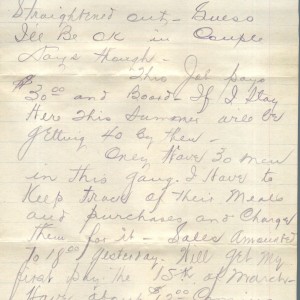 Straightened out – Guess
I'll Be OK in Couple
Days though –
This Job pays
$30 00 and Board – If I Stay
Here This Summer will be
getting 40 by then –
Only Have 30 men
in this gang. I Have to
Keep track of their Meals
and purchases and Charge
them for it – Sales Amounted
To 18 00 Yesterday. Will get My
first pay the 15th of March
Have about